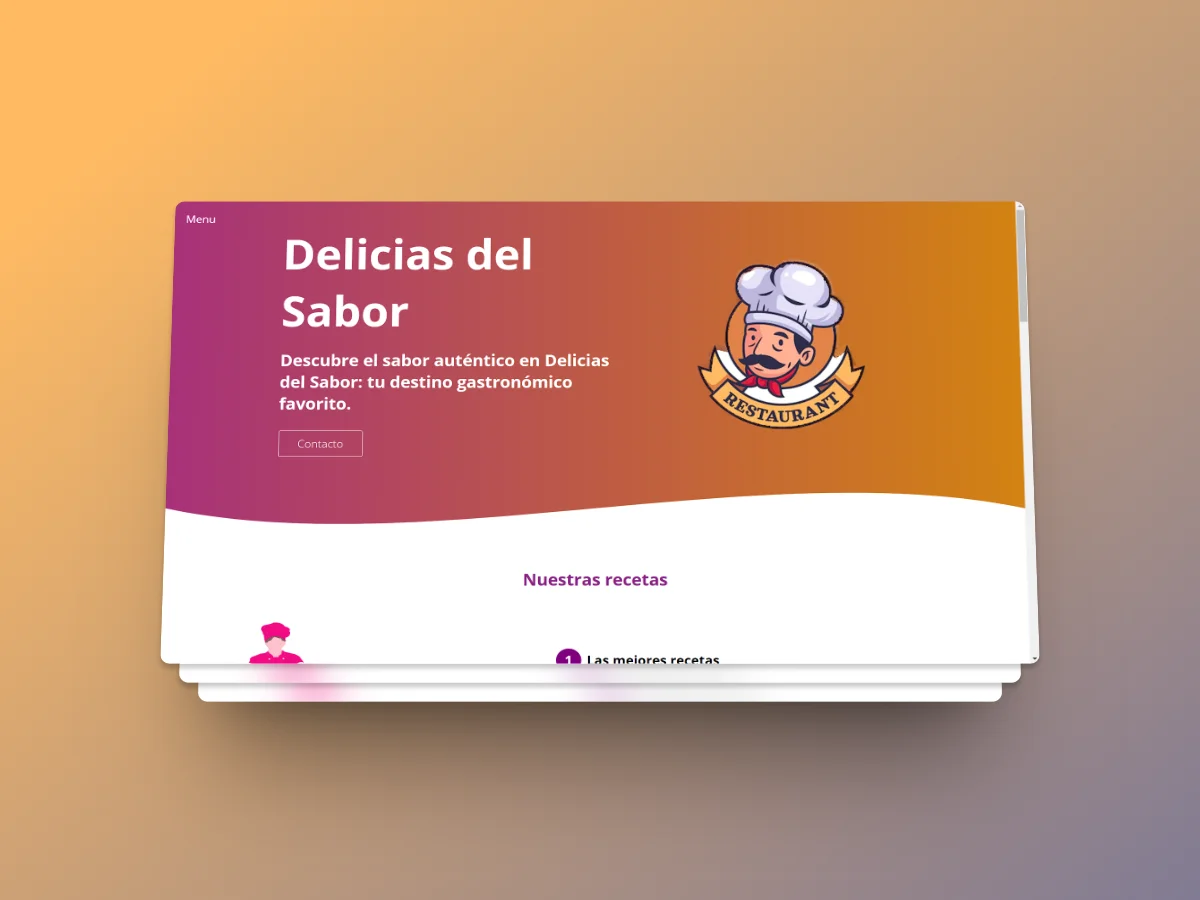 Menu
Delicias del
Sabor
Descubre el sabor auténtico en Delicias
del Sabor: tu destino gastronómico
favorito.
Contacto
RESTAURANT
Nuestras recetas
1 Las mejores recetas